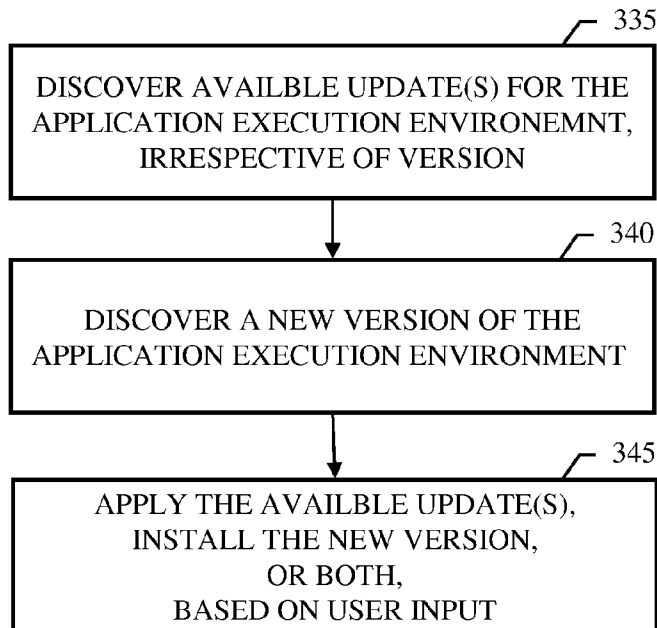 335
DISCOVER AVAILBLE UPDATE(S) FOR THE
APPLICATION EXECUTION ENVIRONEMNT,
IRRESPECTIVE OF VERSION
340
DISCOVER A NEW VERSION OF THE
APPLICATION EXECUTION ENVIRONMENT
345
APPLY THE AVAILBLE UPDATE(S),
INSTALL THE NEW VERSION,
OR BOTH,
BASED ON USER INPUT